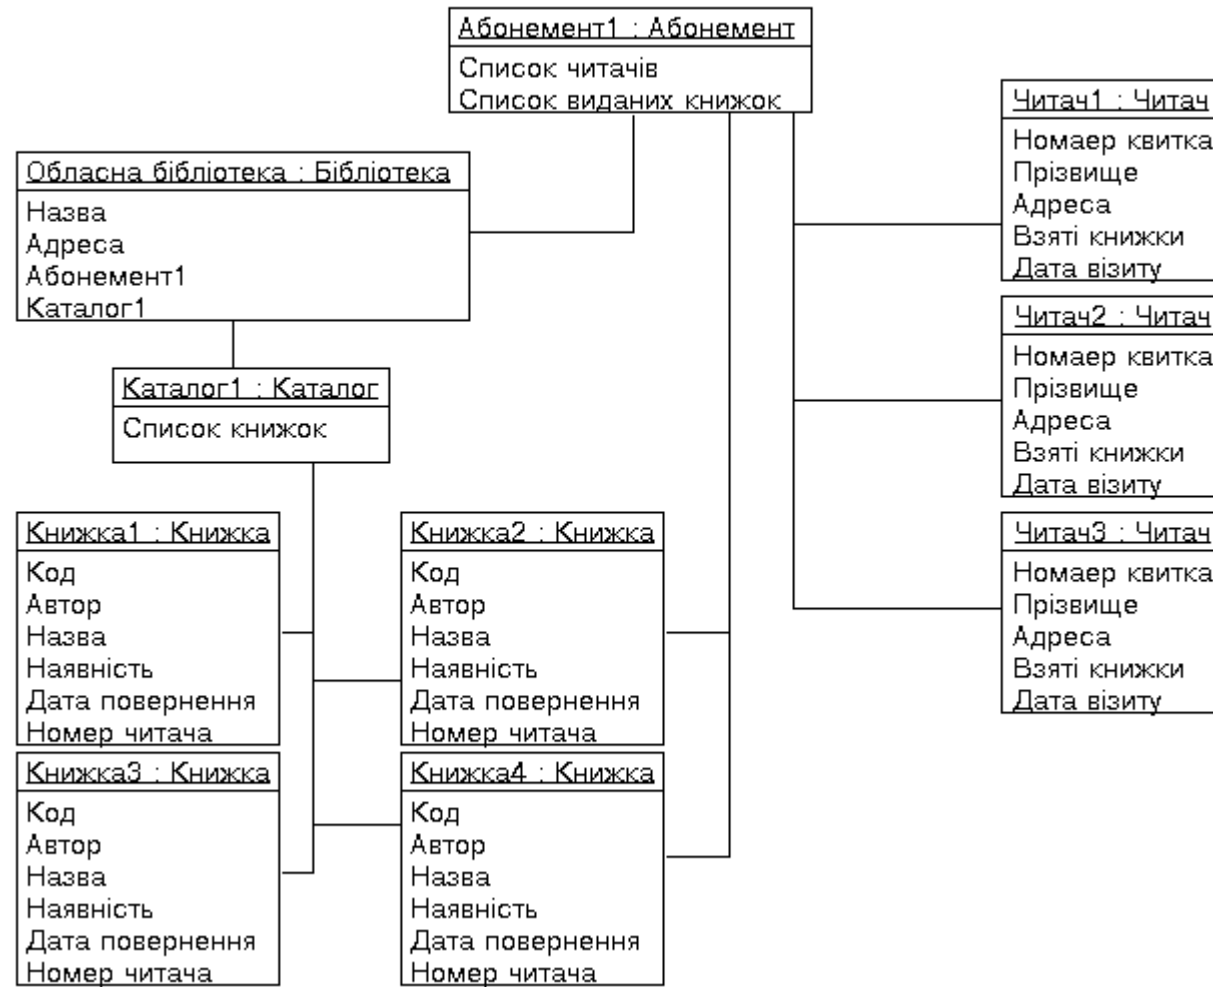 Абонемент1 : Абонемент
Список читачів
Список виданих книжок
Обласна бібліотека : Бібліотека
Назва
Адреса
Абонемент1
Каталог1
Каталог1 : Каталог
Список книжок
Книжка1 : Книжка
Код
Автор
Назва
Наявність
Дата повернення
Номер читача
Книжка2 : Книжка
Код
Автор
Назва
Наявність
Дата повернення
Номер читача
Книжка3 : Книжка
Код
Автор
Назва
Наявність
Дата повернення
Номер читача
Книжка4 : Книжка
Код
Автор
Назва
Наявність
Дата повернення
Номер читача
Читач1 : Читач
Номаер квитка
Прізвище
Адреса
Взяті книжки
Дата візиту
Читач2 : Читач
Номаер квитка
Прізвище
Адреса
Взяті книжки
Дата візиту
Читач3 : Читач
Номаер квитка
Прізвище
Адреса
Взяті книжки
Дата візиту